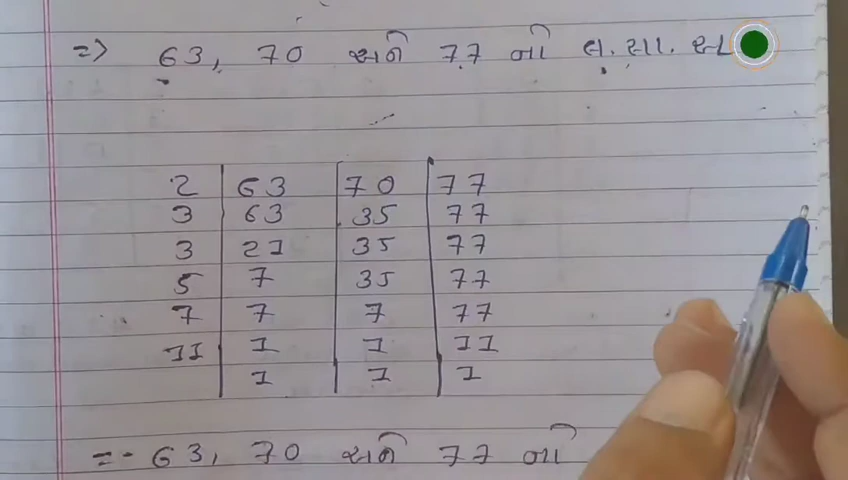 => 63, 70 અને 77 નો લ. સા. અ
2 63 70 77
3 63 35 77
3 21 35 77
5 7 35 77
7 7 7 77
11 1 1 11
1 1 1
=- 63, 70 અને 77 નો